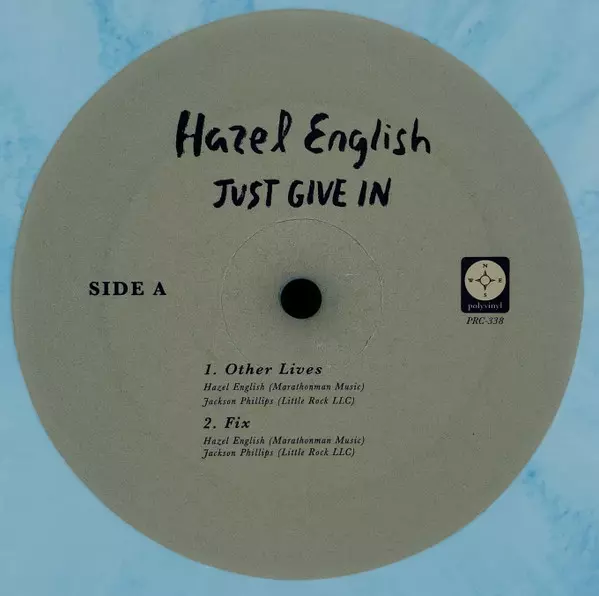 Hazel English
JUST GIVE IN
SIDE A
N
W E
S
polyvinyl
PRC-338
1. Other Lives
Hazel English (Marathonman Music)
Jackson Phillips (Little Rock LLC)
2. Fix
Hazel English (Marathonman Music)
Jackson Phillips (Little Rock LLC)